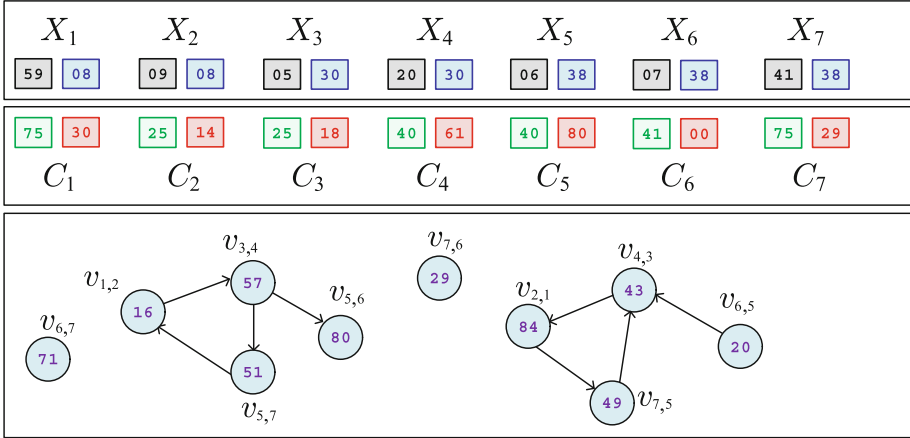 X₁ X₂ X₃ X₄ X₅ X₆ X₇
59 08 09 08 05 30 20 30 06 38 07 38 41 38
75 30 25 14 25 18 40 61 40 80 41 00 75 29
C₁ C₂ C₃ C₄ C₅ C₆ C₇
v₆,₇
71
v₁,₂
16
v₃,₄
57
v₅,₆
80
51
v₅,₇
v₇,₆
29
v₂,₁
84
v₄,₃
43
v₆,₅
20
49 v₇,₅